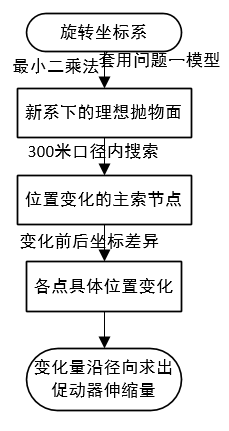 旋转坐标系
最小二乘法
套用问题一模型
新系下的理想抛物面
300米口径内搜索
位置变化的主索节点
变化前后坐标差异
各点具体位置变化
变化量沿径向求出
促动器伸缩量